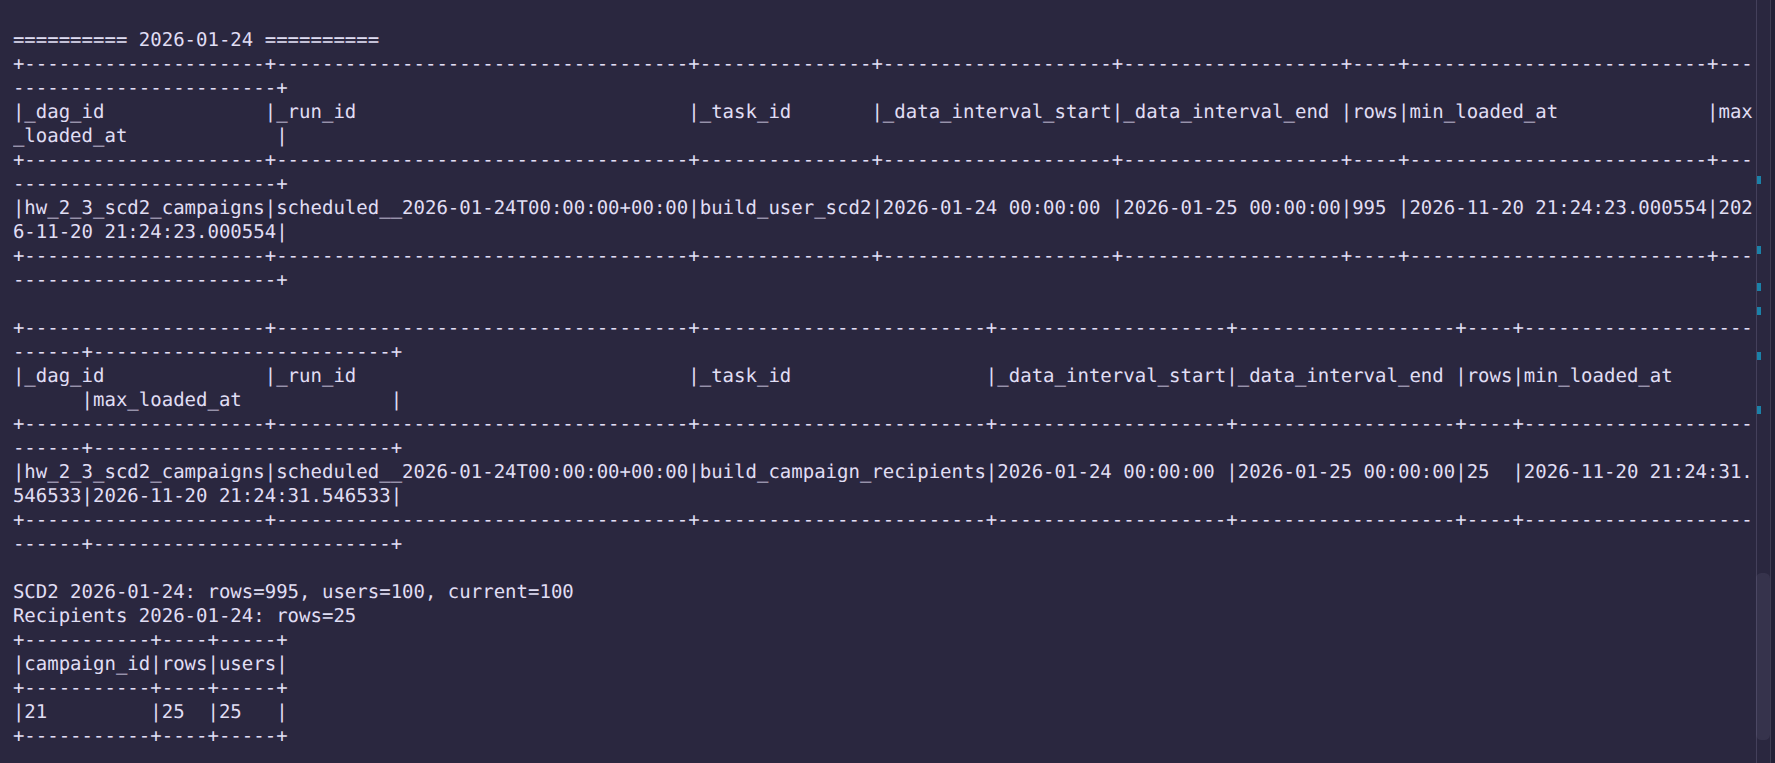 ========== 2026-01-24 ==========
+---------------------+------------------------------------+---------------+--------------------+-------------------+----+--------------------------+---
-----------------------+
|_dag_id              |_run_id                             |_task_id       |_data_interval_start|_data_interval_end |rows|min_loaded_at             |max
_loaded_at             |
+---------------------+------------------------------------+---------------+--------------------+-------------------+----+--------------------------+---
-----------------------+
|hw_2_3_scd2_campaigns|scheduled__2026-01-24T00:00:00+00:00|build_user_scd2|2026-01-24 00:00:00 |2026-01-25 00:00:00|995 |2026-11-20 21:24:23.000554|202
6-11-20 21:24:23.000554|
+---------------------+------------------------------------+---------------+--------------------+-------------------+----+--------------------------+---
-----------------------+
+---------------------+------------------------------------+-------------------------+--------------------+-------------------+----+--------------------
------+--------------------------+
|_dag_id              |_run_id                             |_task_id                 |_data_interval_start|_data_interval_end |rows|min_loaded_at
      |max_loaded_at             |
+---------------------+------------------------------------+-------------------------+--------------------+-------------------+----+--------------------
------+--------------------------+
|hw_2_3_scd2_campaigns|scheduled__2026-01-24T00:00:00+00:00|build_campaign_recipients|2026-01-24 00:00:00 |2026-01-25 00:00:00|25  |2026-11-20 21:24:31.
546533|2026-11-20 21:24:31.546533|
+---------------------+------------------------------------+-------------------------+--------------------+-------------------+----+--------------------
------+--------------------------+
SCD2 2026-01-24: rows=995, users=100, current=100
Recipients 2026-01-24: rows=25
+-----------+----+-----+
|campaign_id|rows|users|
+-----------+----+-----+
|21         |25  |25   |
+-----------+----+-----+